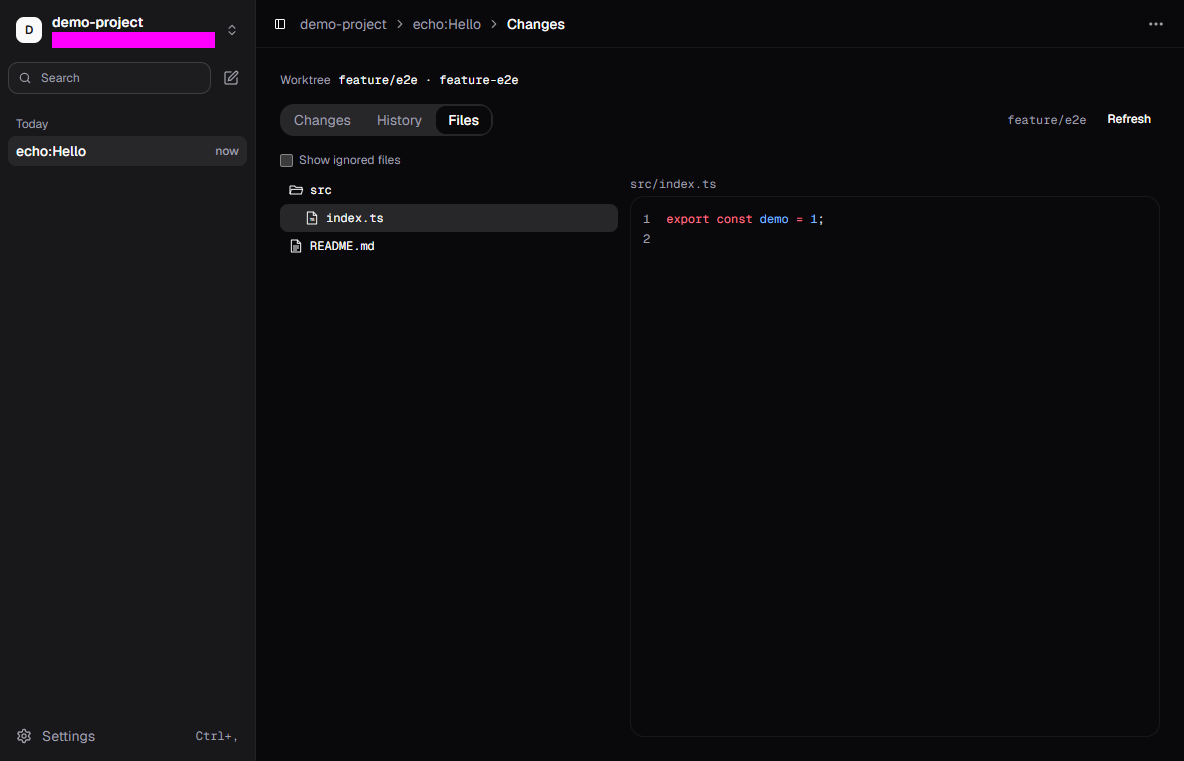 D
demo-project
Search
Today
echo:Hello now
Settings Ctrl+,
demo-project > echo:Hello > Changes
Worktree feature/e2e · feature-e2e
Changes History Files
feature/e2e Refresh
Show ignored files
src
index.ts
README.md
src/index.ts
1 export const demo = 1;
2